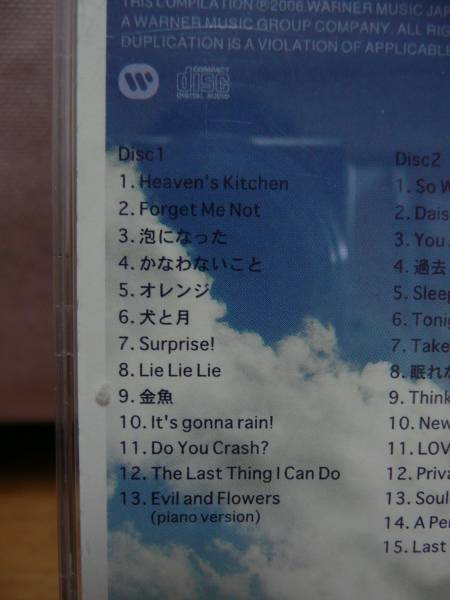 THIS COMPILATION ℗2006 WARNER MUSIC JAP
A WARNER MUSIC GROUP COMPANY. ALL RIG
DUPLICATION IS A VIOLATION OF APPLICABLE
COMPACT
disc
DIGITAL AUDIO
Disc1
1. Heaven's Kitchen
2. Forget Me Not
3. 泡になった
4. かなわないこと
5. オレンジ
6. 犬と月
7. Surprise!
8. Lie Lie Lie
9. 金魚
10. It's gonna rain!
11. Do You Crash?
12. The Last Thing I Can Do
13. Evil and Flowers
(piano version)
Disc2
1. So W
2. Dais
3. You
4. 過去
5. Sleep
6. Tonig
7. Take
8. 眠れ
9. Think
10. New
11. LOV
12. Priva
13. Soul
14. A Pe
15. Last